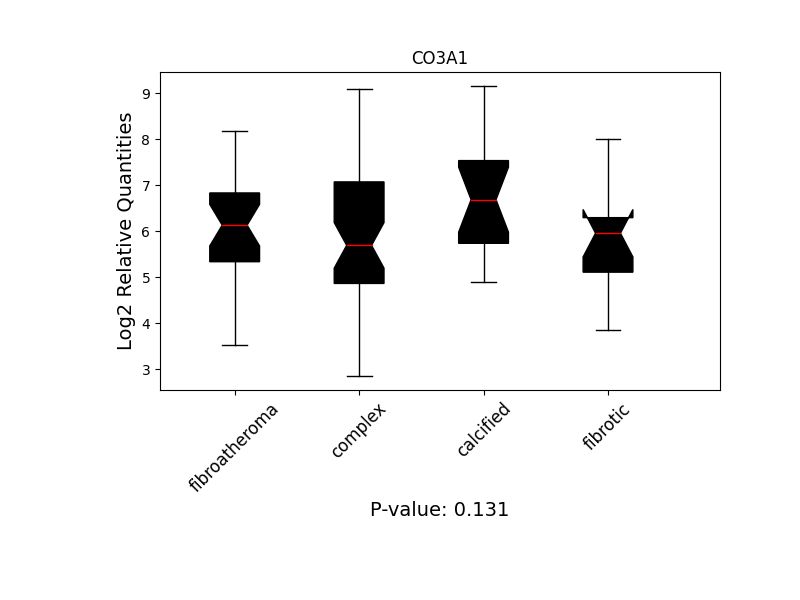 CO3A1
Log2 Relative Quantities
9
8
7
6
5
4
3
fibroatheroma
complex
calcified
fibrotic
P-value: 0.131